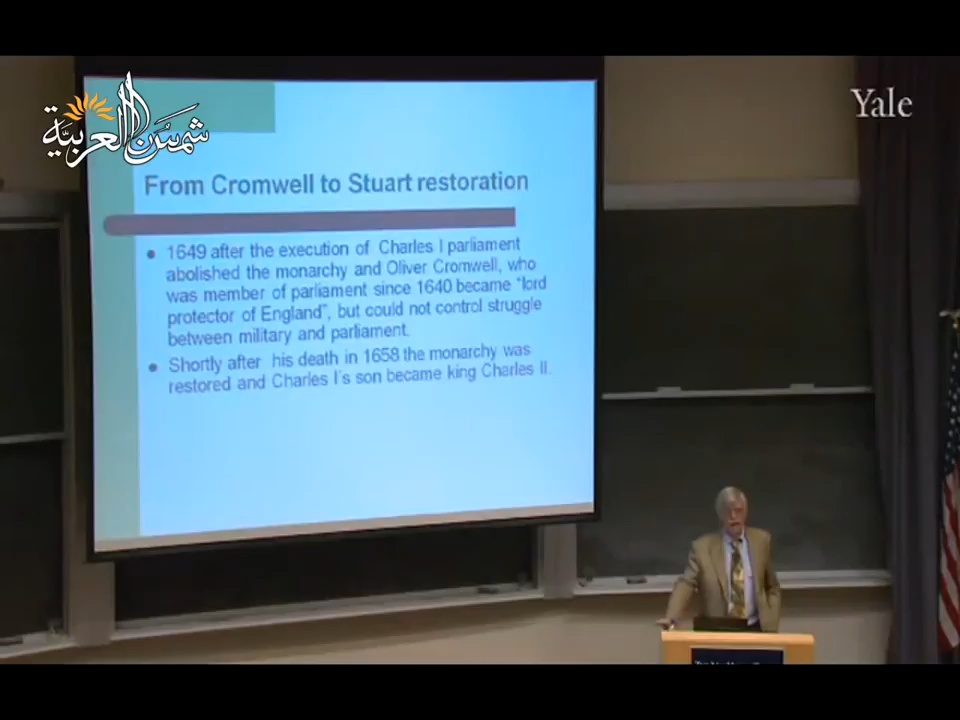 شمس العربية
Yale
From Cromwell to Stuart restoration
1649 after the execution of Charles I parliament
abolished the monarchy and Oliver Cromwell, who
was member of parliament since 1640 became “lord
protector of England”, but could not control struggle
between military and parliament.
Shortly after his death in 1658 the monarchy was
restored and Charles I’s son became king Charles II.